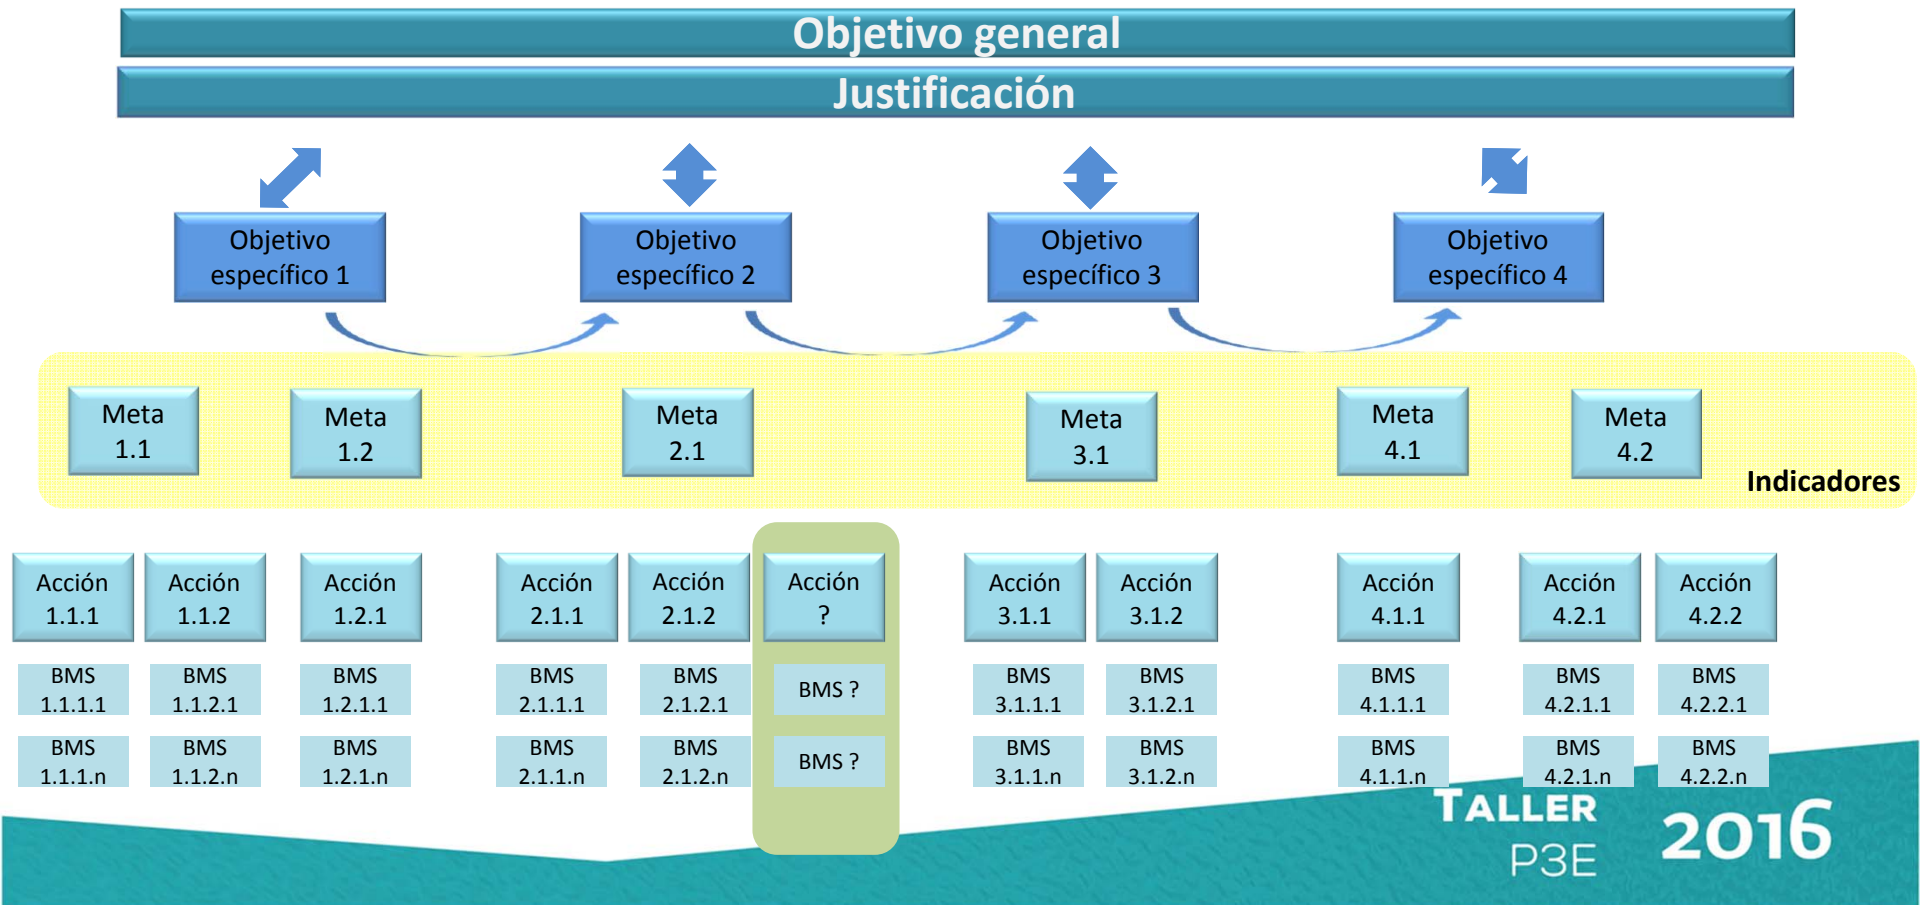 Objetivo general
Justificación
Objetivo
específico 1
Objetivo
específico 2
Objetivo
específico 3
Objetivo
específico 4
Meta
1.1
Meta
1.2
Meta
2.1
Meta
3.1
Meta
4.1
Meta
4.2
Indicadores
Acción
1.1.1
Acción
1.1.2
Acción
1.2.1
Acción
2.1.1
Acción
2.1.2
Acción
?
Acción
3.1.1
Acción
3.1.2
Acción
4.1.1
Acción
4.2.1
Acción
4.2.2
BMS
1.1.1.1
BMS
1.1.2.1
BMS
1.2.1.1
BMS
2.1.1.1
BMS
2.1.2.1
BMS ?
BMS
3.1.1.1
BMS
3.1.2.1
BMS
4.1.1.1
BMS
4.2.1.1
BMS
4.2.2.1
BMS
1.1.1.n
BMS
1.1.2.n
BMS
1.2.1.n
BMS
2.1.1.n
BMS
2.1.2.n
BMS ?
BMS
3.1.1.n
BMS
3.1.2.n
BMS
4.1.1.n
BMS
4.2.1.n
BMS
4.2.2.n
TALLER
P3E
2016